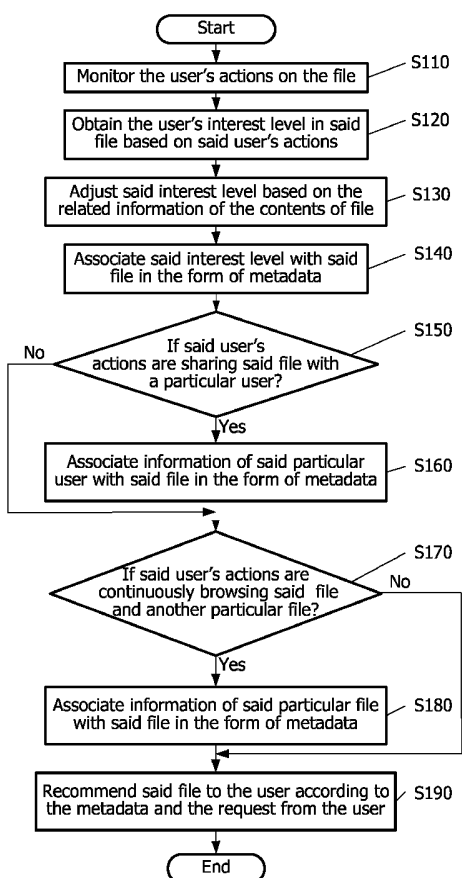 Start
Monitor the user's actions on the file
S110
Obtain the user's interest level in said
file based on said user's actions
S120
Adjust said interest level based on the
related information of the contents of file
S130
Associate said interest level with said
file in the form of metadata
S140
If said user's
actions are sharing said file with
a particular user?
S150
No
Yes
Associate information of said particular
user with said file in the form of metadata
S160
If said user's actions are
continuously browsing said file
and another particular file?
S170
No
Yes
Associate information of said particular file
with said file in the form of metadata
S180
Recommend said file to the user according to
the metadata and the request from the user
S190
End